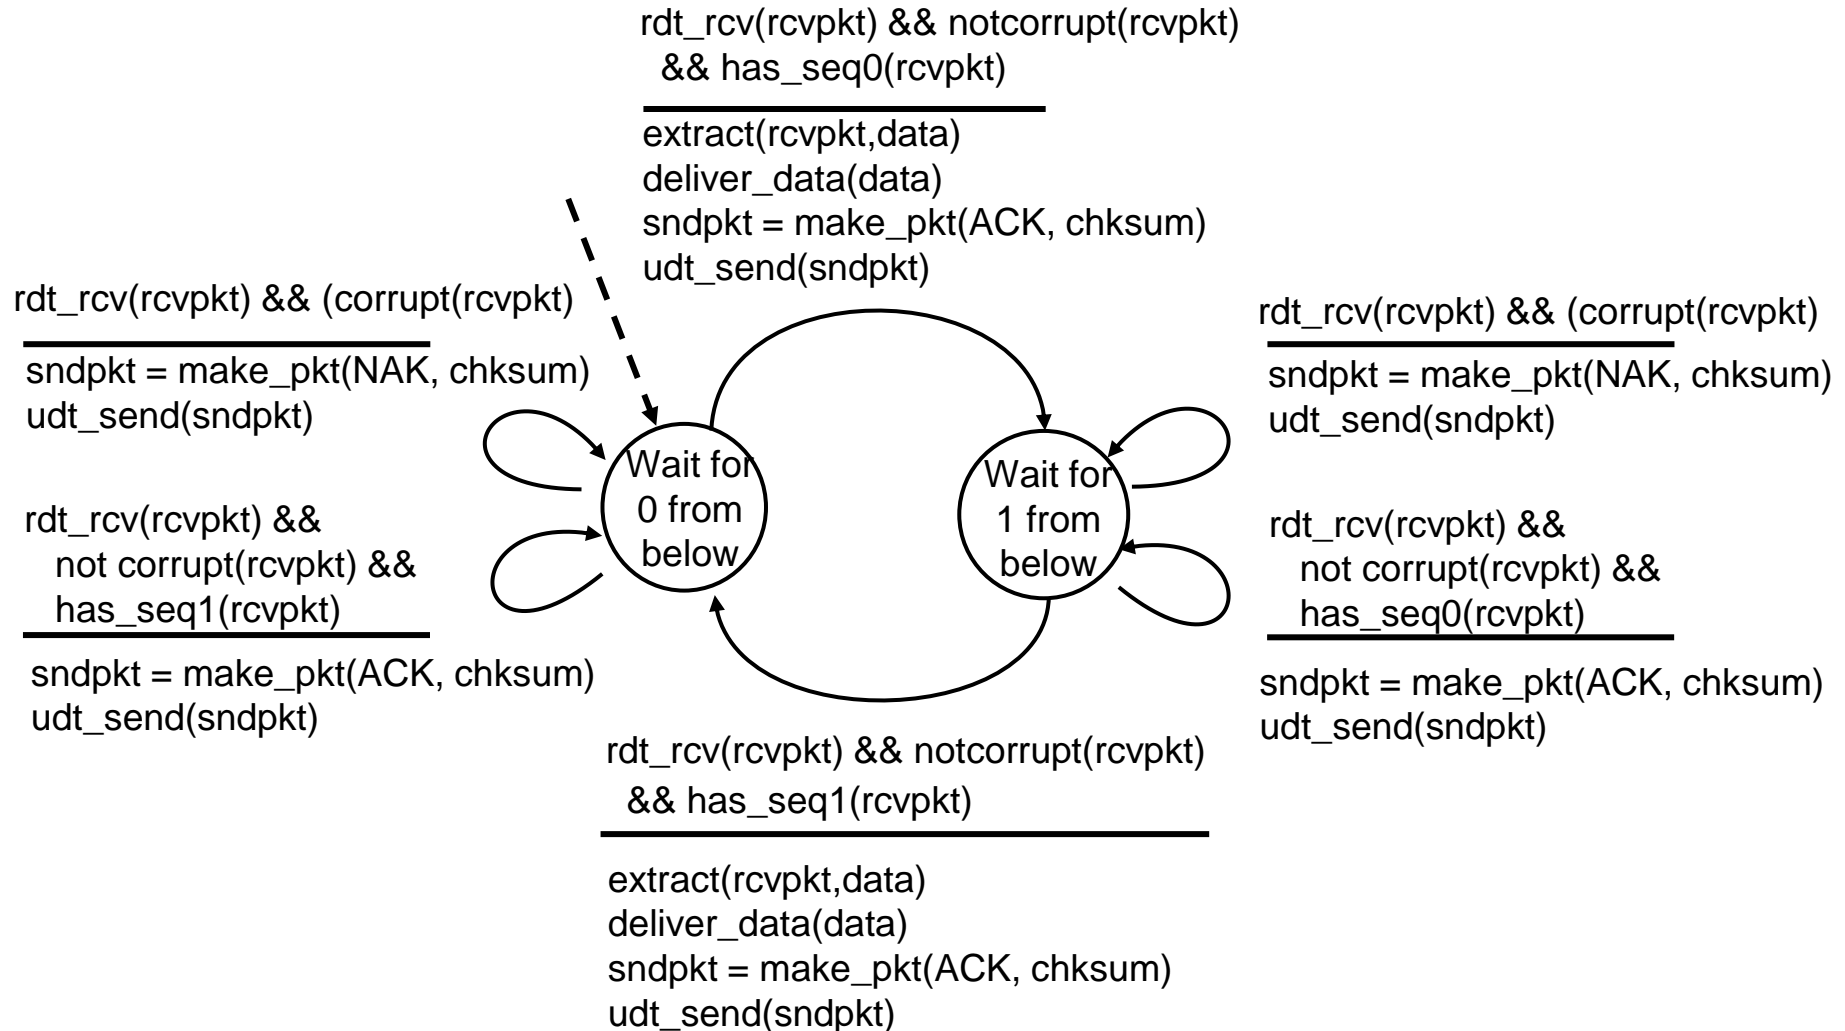 rdt_rcv(rcvpkt) && notcorrupt(rcvpkt)
&& has_seq0(rcvpkt)
extract(rcvpkt,data)
deliver_data(data)
sndpkt = make_pkt(ACK, chksum)
udt_send(sndpkt)
rdt_rcv(rcvpkt) && (corrupt(rcvpkt)
sndpkt = make_pkt(NAK, chksum)
udt_send(sndpkt)
rdt_rcv(rcvpkt) &&
not corrupt(rcvpkt) &&
has_seq1(rcvpkt)
sndpkt = make_pkt(ACK, chksum)
udt_send(sndpkt)
Wait for
0 from
below
Wait for
1 from
below
rdt_rcv(rcvpkt) && (corrupt(rcvpkt)
sndpkt = make_pkt(NAK, chksum)
udt_send(sndpkt)
rdt_rcv(rcvpkt) &&
not corrupt(rcvpkt) &&
has_seq0(rcvpkt)
sndpkt = make_pkt(ACK, chksum)
udt_send(sndpkt)
rdt_rcv(rcvpkt) && notcorrupt(rcvpkt)
&& has_seq1(rcvpkt)
extract(rcvpkt,data)
deliver_data(data)
sndpkt = make_pkt(ACK, chksum)
udt_send(sndpkt)